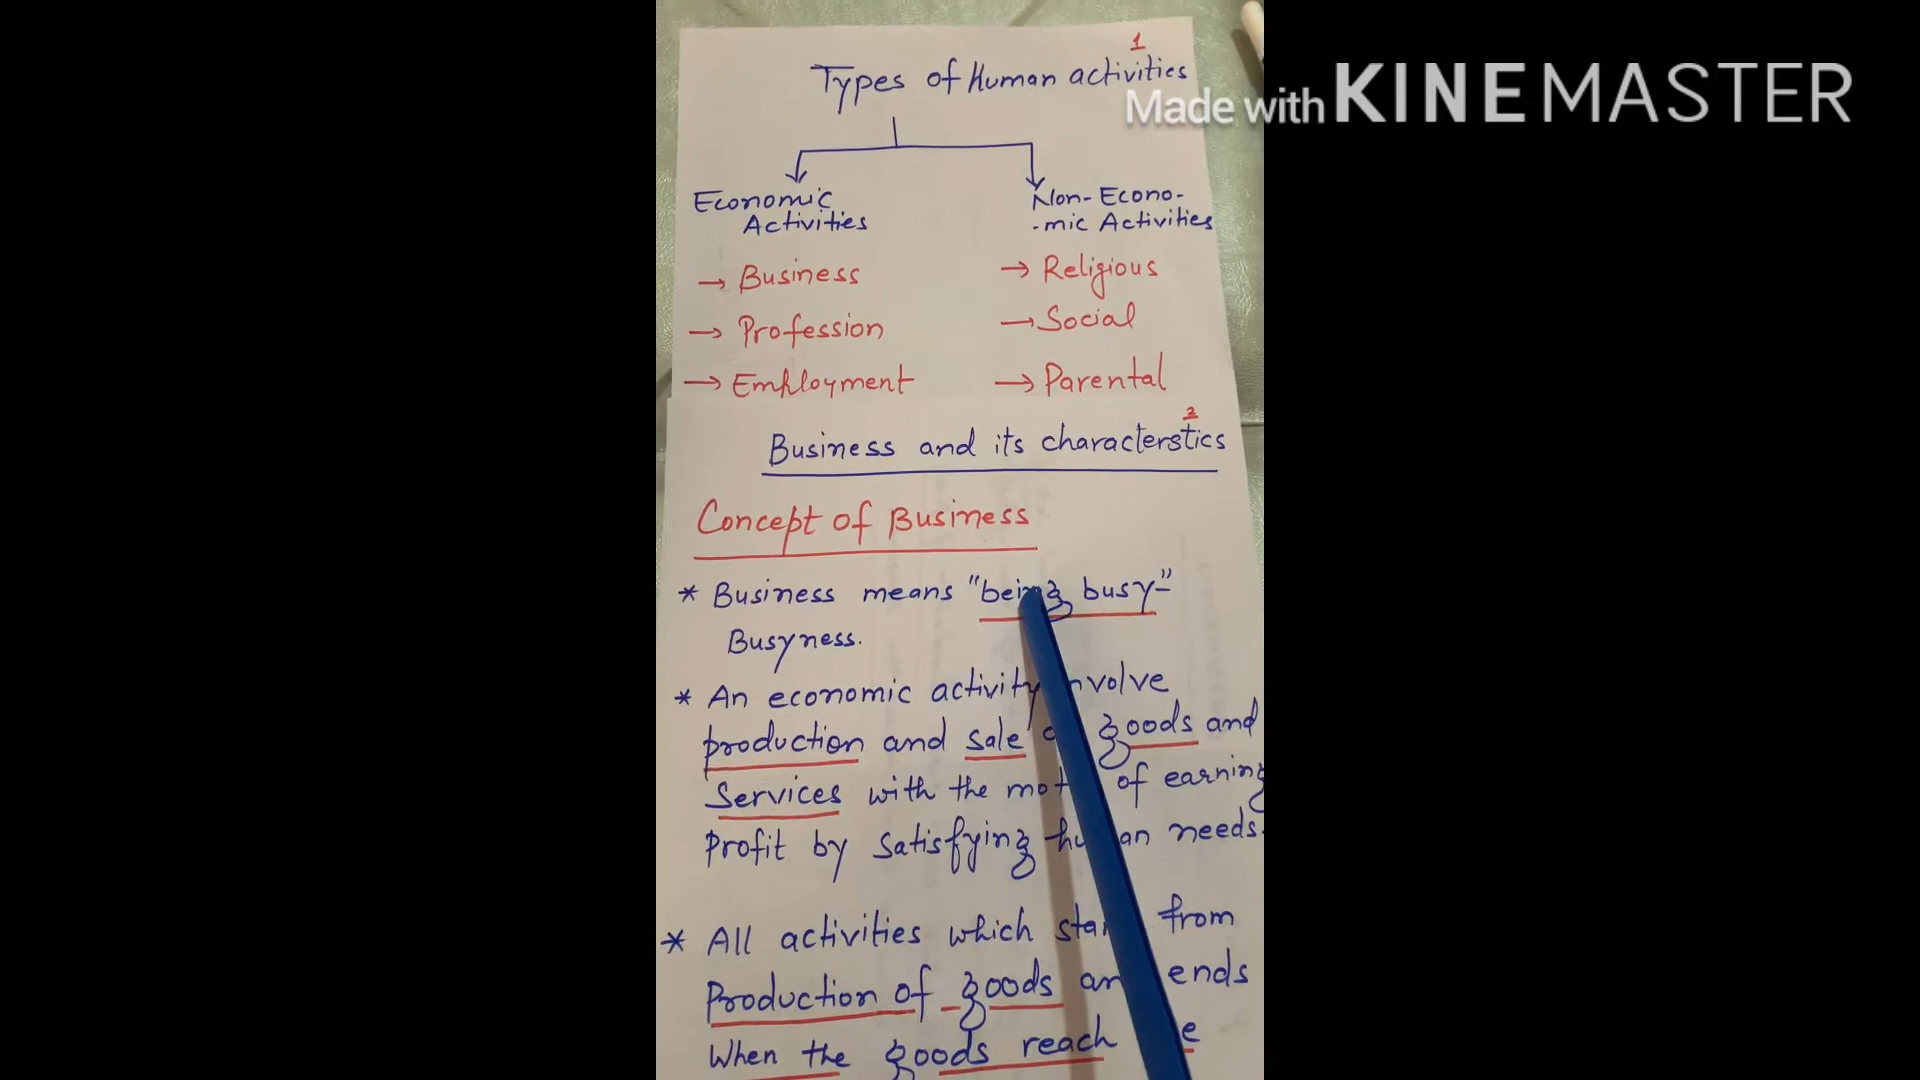 1
Types of Human activities
Made with KINEMASTER
Economic
Activities
Non-Econo-
-mic Activities
→ Business
→ Profession
→ Employment
→ Religious
→ Social
→ Parental
2
Business and its characterstics
Concept of Business
* Business means "being busy-"
Busyness.
* An economic activity involve
production and sale goods and
Services with the of earning
Profit by satisfying human needs.
* All activities which from
Production of goods ends
When the goods reach